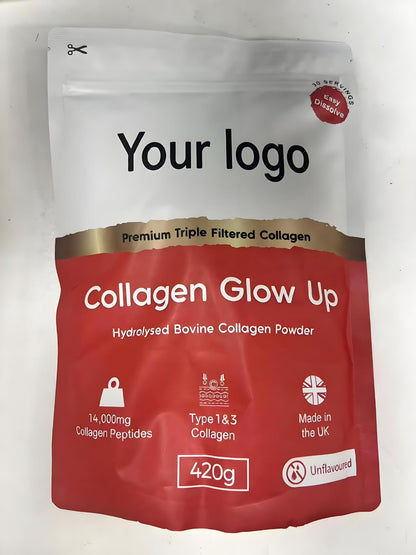 30 SERVINGS
Easy
Dissolve
Your logo
Premium Triple Filtered Collagen
Collagen Glow Up
Hydrolysed Bovine Collagen Powder
14,000mg
Collagen Peptides
Type 1 & 3
Collagen
Made in
the UK
420g
Unflavoured